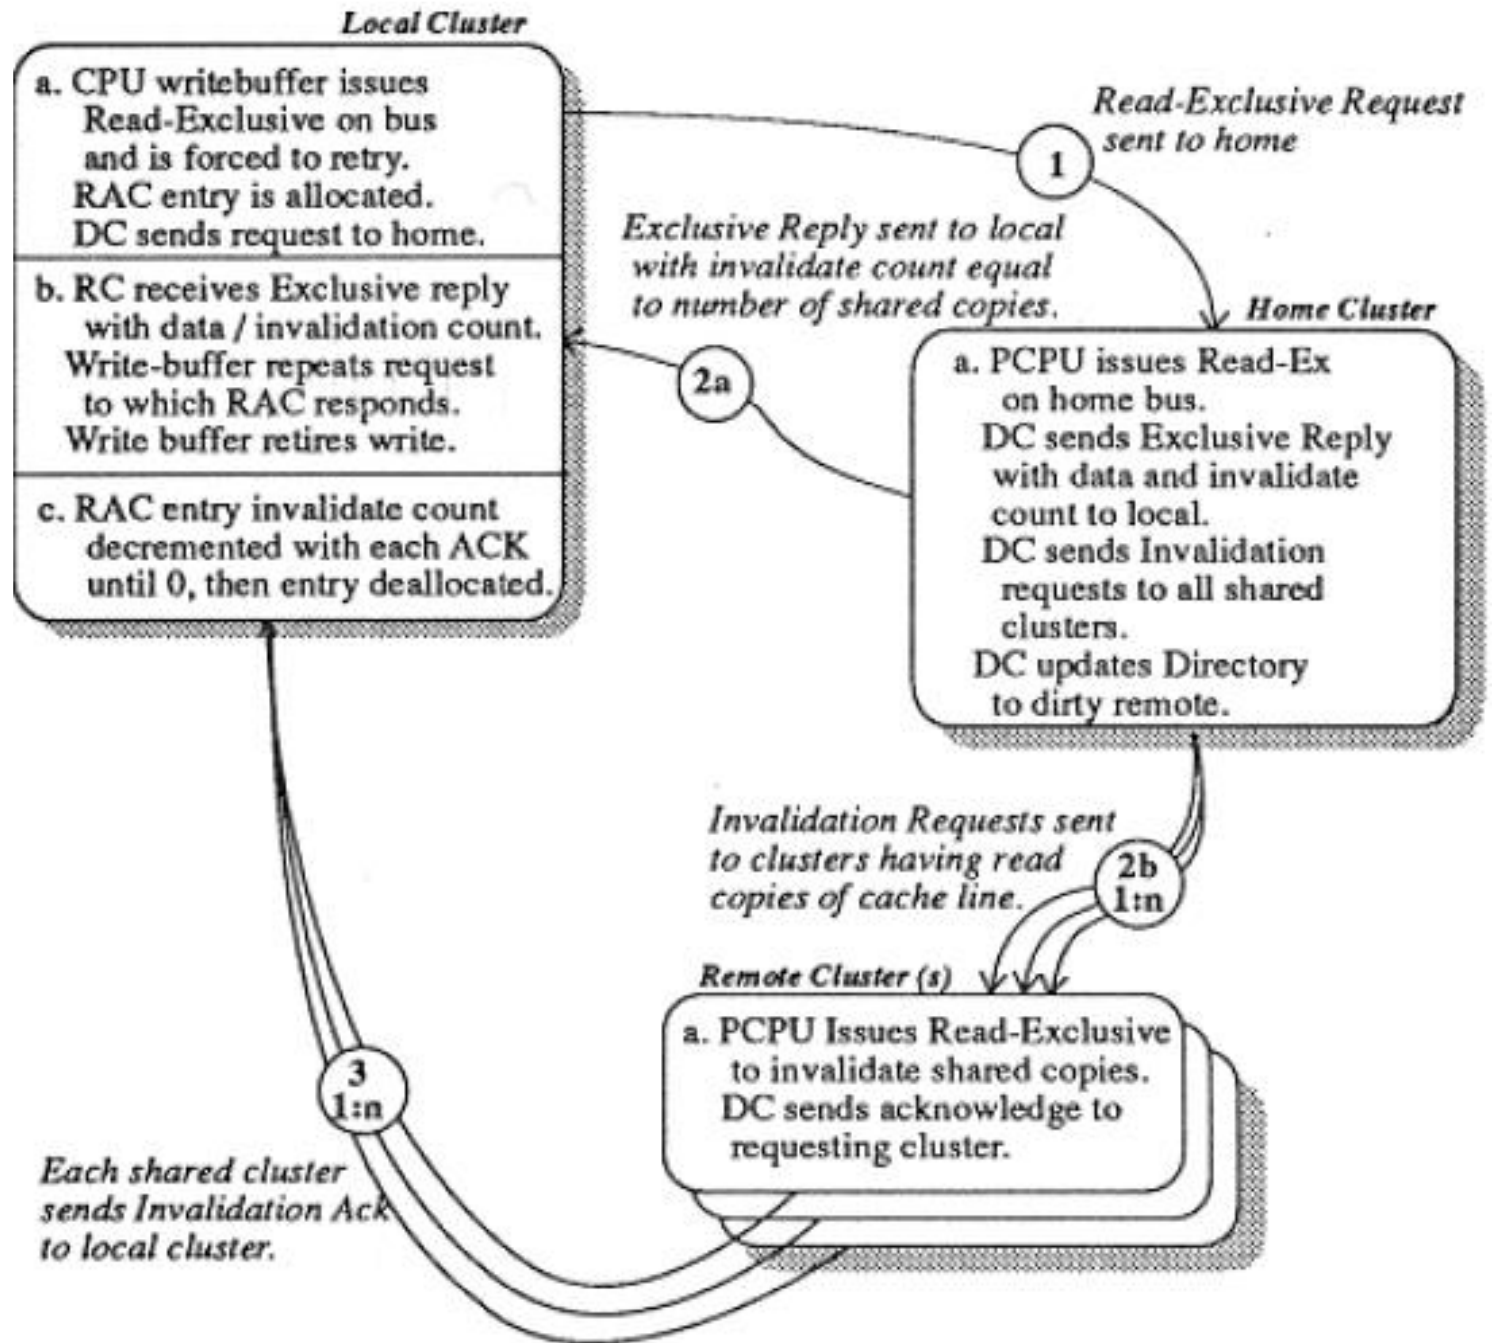 Local Cluster
a. CPU writebuffer issues
Read-Exclusive on bus
and is forced to retry.
RAC entry is allocated.
DC sends request to home.
b. RC receives Exclusive reply
with data / invalidation count.
Write-buffer repeats request
to which RAC responds.
Write buffer retires write.
c. RAC entry invalidate count
decremented with each ACK
until 0, then entry deallocated.
Read-Exclusive Request
sent to home
1
Exclusive Reply sent to local
with invalidate count equal
to number of shared copies.
2a
Home Cluster
a. PCPU issues Read-Ex
on home bus.
DC sends Exclusive Reply
with data and invalidate
count to local.
DC sends Invalidation
requests to all shared
clusters.
DC updates Directory
to dirty remote.
Invalidation Requests sent
to clusters having read
copies of cache line.
2b
1:n
Remote Cluster (s)
a. PCPU Issues Read-Exclusive
to invalidate shared copies.
DC sends acknowledge to
requesting cluster.
3
1:n
Each shared cluster
sends Invalidation Ack
to local cluster.